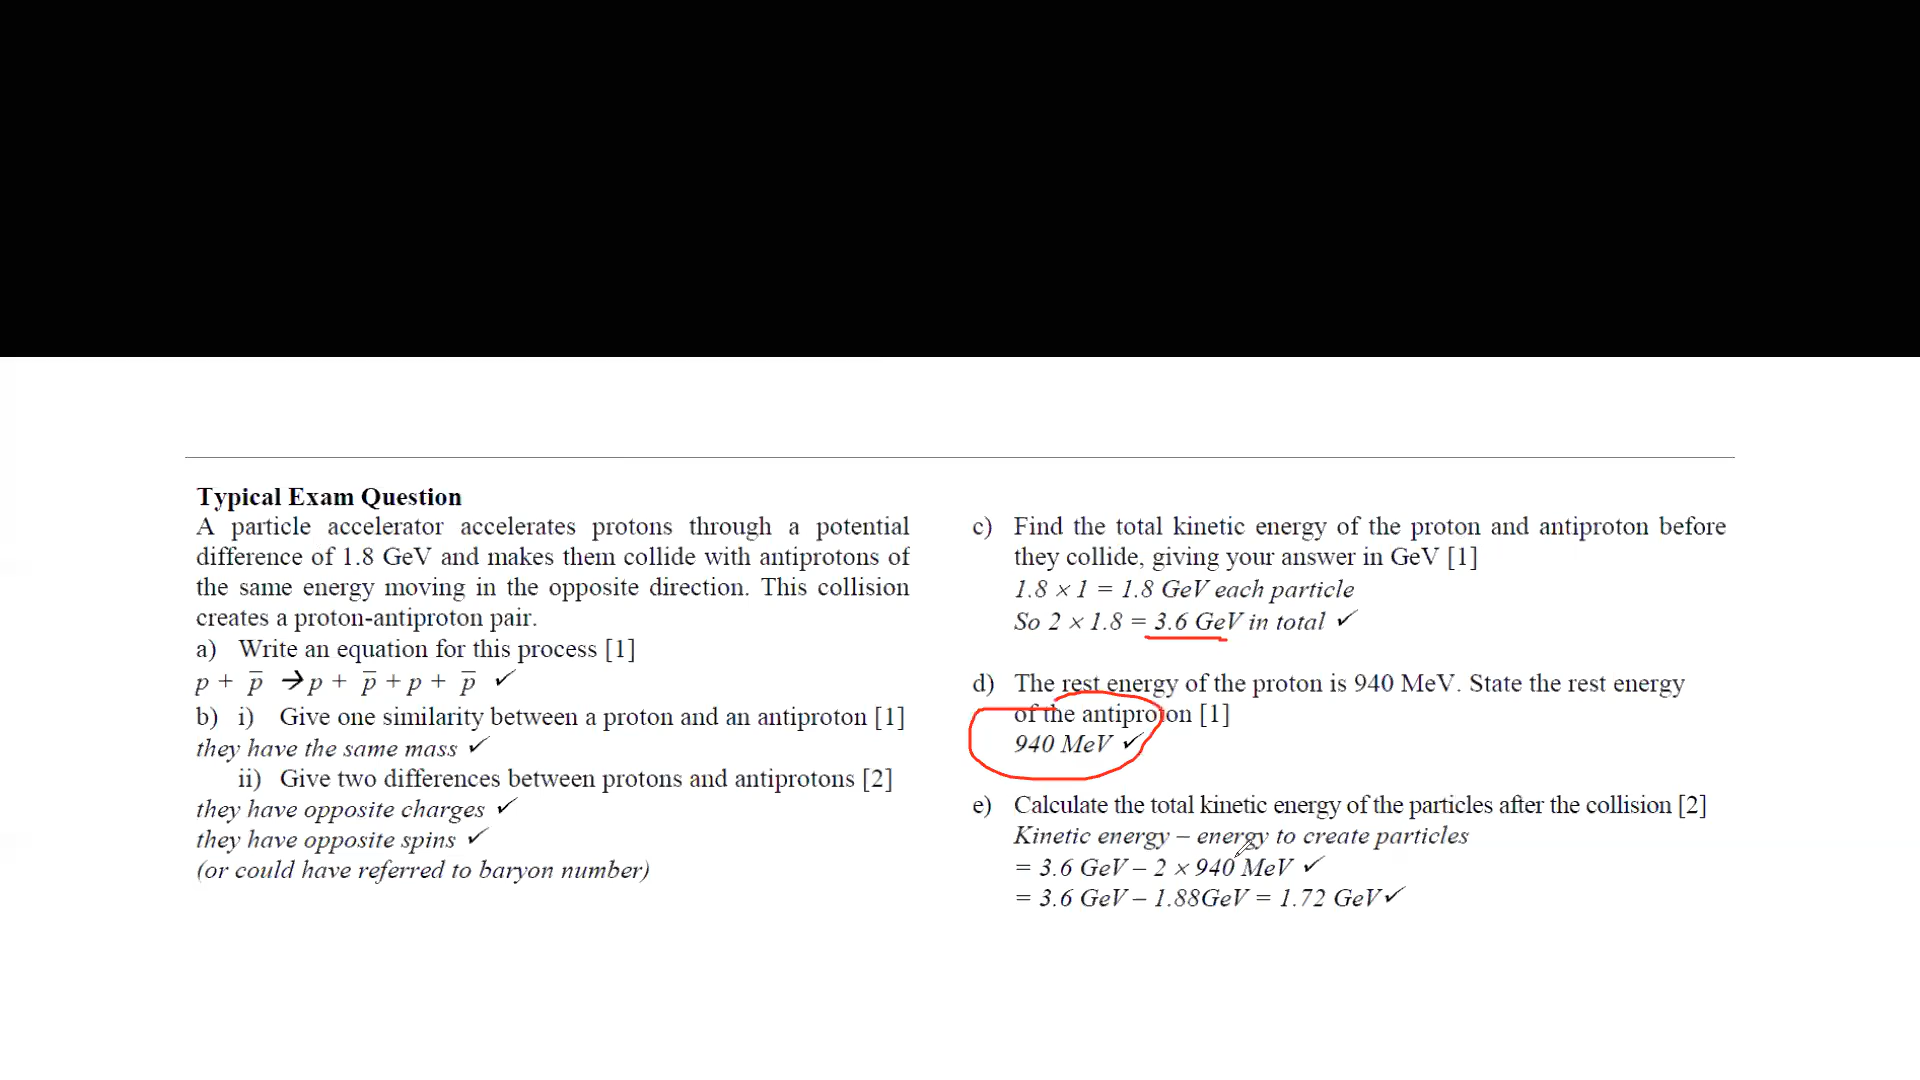 Typical Exam Question
A particle accelerator accelerates protons through a potential
difference of 1.8 GeV and makes them collide with antiprotons of
the same energy moving in the opposite direction. This collision
creates a proton-antiproton pair.
a) Write an equation for this process [1]
p + p̅ → p + p̅ + p + p̅ ✓
b) i) Give one similarity between a proton and an antiproton [1]
they have the same mass ✓
ii) Give two differences between protons and antiprotons [2]
they have opposite charges ✓
they have opposite spins ✓
(or could have referred to baryon number)
c) Find the total kinetic energy of the proton and antiproton before
they collide, giving your answer in GeV [1]
1.8 × 1 = 1.8 GeV each particle
So 2 × 1.8 = 3.6 GeV in total ✓
d) The rest energy of the proton is 940 MeV. State the rest energy
of the antiproton [1]
940 MeV ✓
e) Calculate the total kinetic energy of the particles after the collision [2]
Kinetic energy – energy to create particles
= 3.6 GeV – 2 × 940 MeV ✓
= 3.6 GeV – 1.88GeV = 1.72 GeV✓